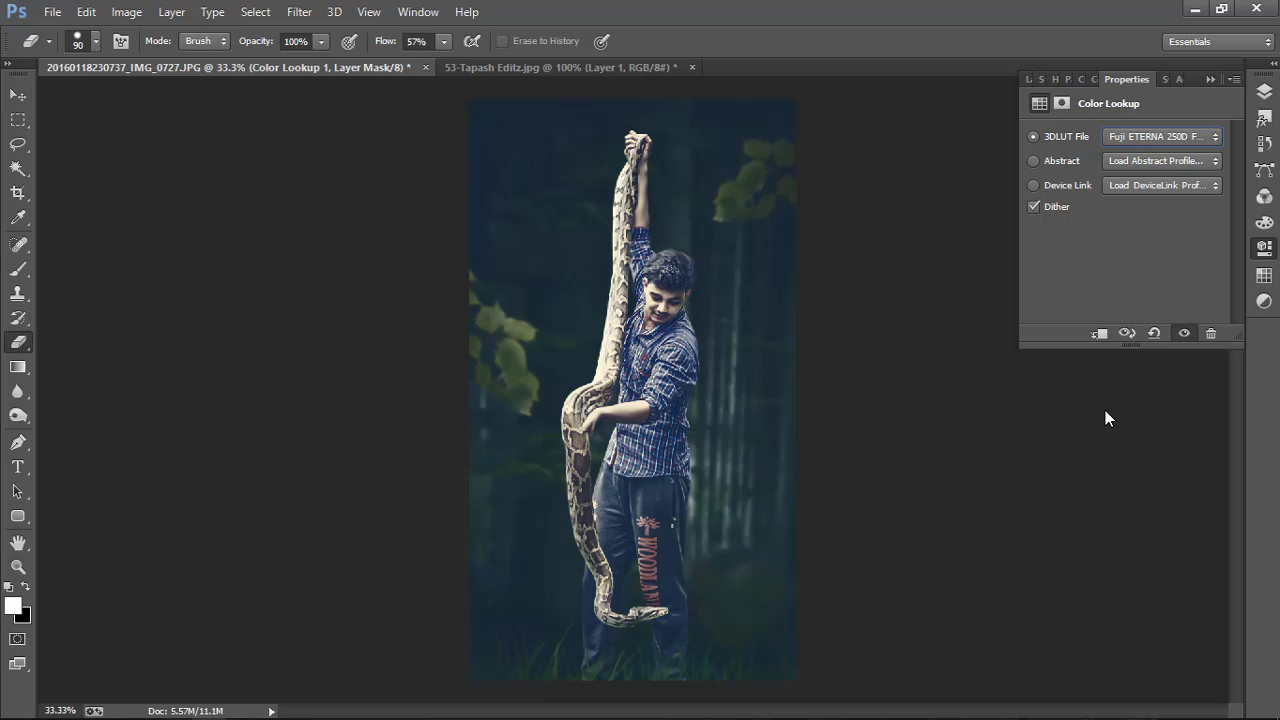 Ps File Edit Image Layer Type Select Filter 3D View Window Help
90 Mode: Brush Opacity: 100% Flow: 57% Erase to History Essentials
20160118230737_IMG_0727.JPG @ 33.3% (Color Lookup 1, Layer Mask/8) * × 53-Tapash Editz.jpg @ 100% (Layer 1, RGB/8#) * ×
S H P C Properties S A
Color Lookup
3DLUT File Fuji ETERNA 250D F...
Abstract Load Abstract Profile...
Device Link Load DeviceLink Prof...
Dither
WOODLAN
T
33.33% Doc: 5.57M/11.1M